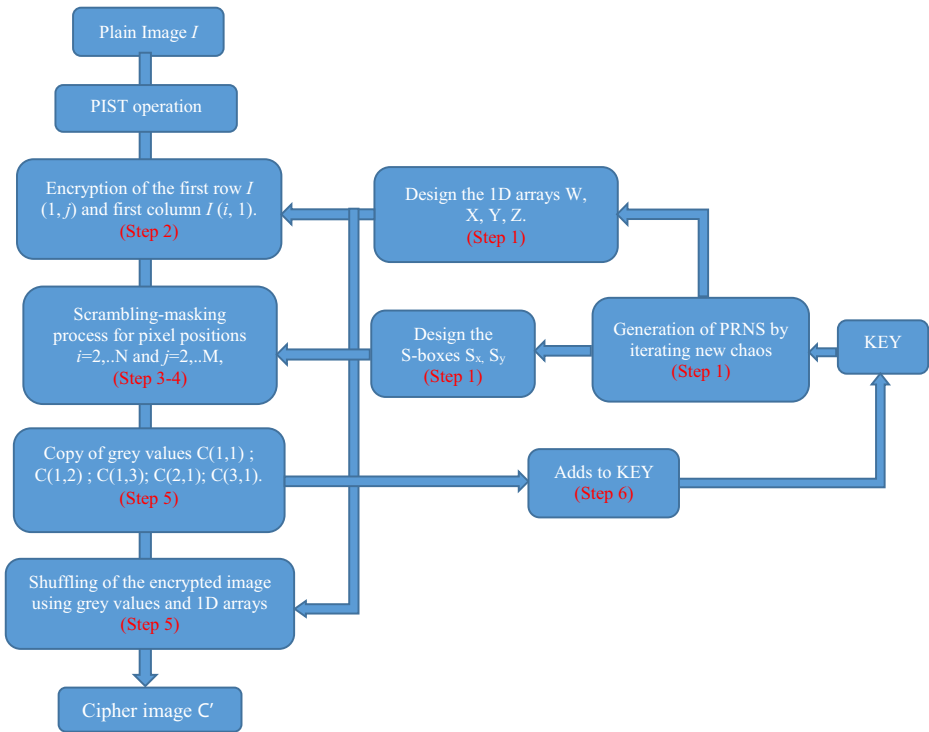 Plain Image I
PIST operation
Encryption of the first row I
(1, j) and first column I (i, 1).
(Step 2)
Design the 1D arrays W,
X, Y, Z.
(Step 1)
Scrambling-masking
process for pixel positions
i=2,..N and j=2,..M,
(Step 3-4)
Design the
S-boxes Sx, Sy
(Step 1)
Generation of PRNS by
iterating new chaos
(Step 1)
KEY
Copy of grey values C(1,1) ;
C(1,2) ; C(1,3); C(2,1); C(3,1).
(Step 5)
Adds to KEY
(Step 6)
Shuffling of the encrypted image
using grey values and 1D arrays
(Step 5)
Cipher image C'